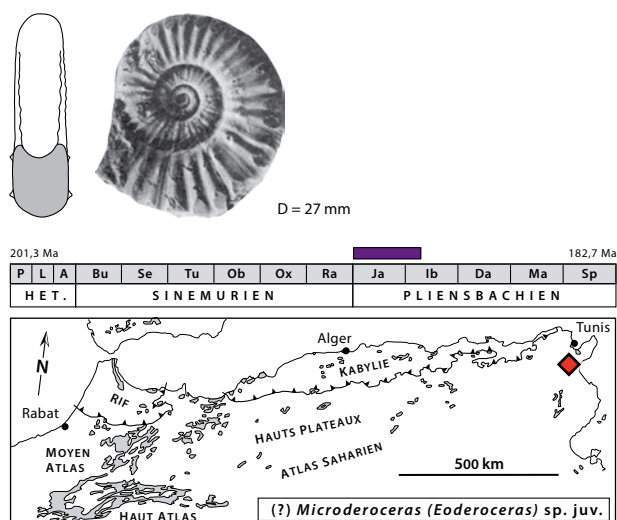 D = 27 mm
201,3 Ma 182,7 Ma
P L A Bu Se Tu Ob Ox Ra Ja Ib Da Ma Sp
HET. SINEMURIEN PLIENSBACHIEN
Tunis
Alger
KABYLIE
N
RIF
Rabat
HAUTS PLATEAUX
MOYEN
ATLAS
ATLAS SAHARIEN
500 km
HAUT ATLAS
(?) Microderoceras (Eoderoceras) sp. juv.